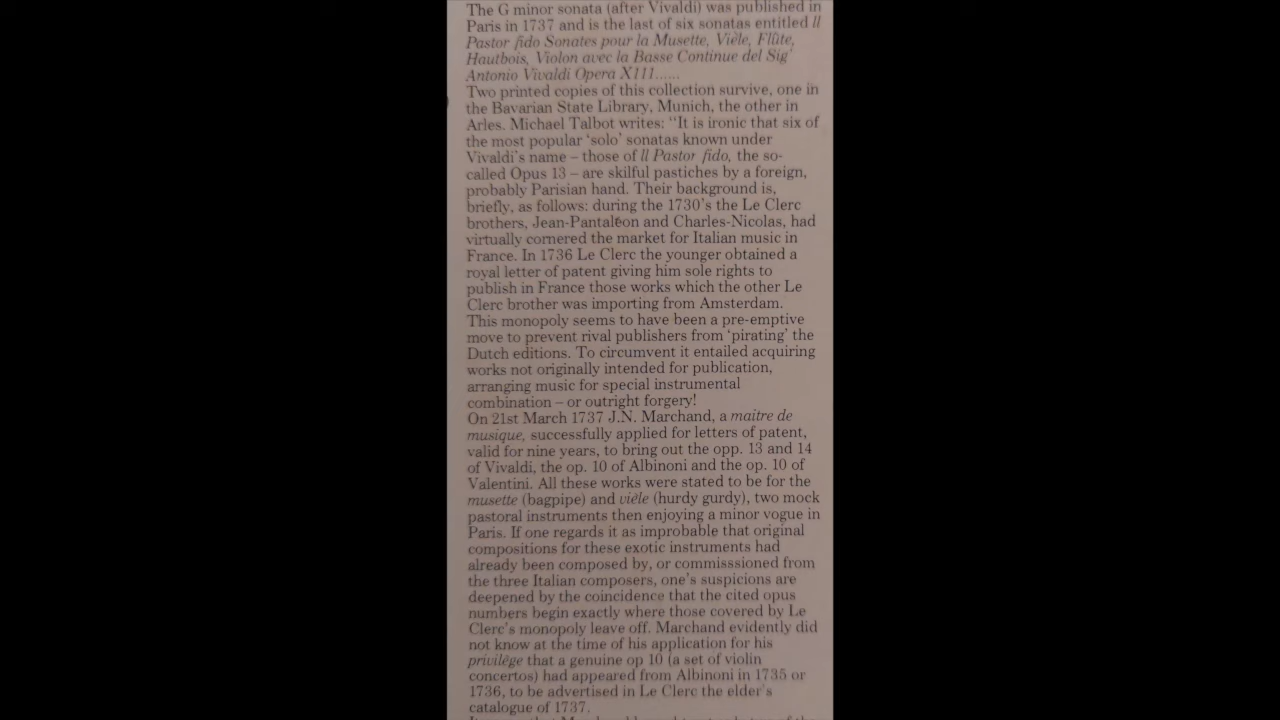 The G minor sonata (after Vivaldi) was published in
Paris in 1737 and is the last of six sonatas entitled ll
Pastor fido Sonates pour la Musette, Vièle, Flûte,
Hautbois, Violon avec la Basse Continue del Sig'
Antonio Vivaldi Opera X111......
Two printed copies of this collection survive, one in
the Bavarian State Library, Munich, the other in
Arles. Michael Talbot writes: "It is ironic that six of
the most popular 'solo' sonatas known under
Vivaldi's name – those of ll Pastor fido, the so-
called Opus 13 – are skilful pastiches by a foreign,
probably Parisian hand. Their background is,
briefly, as follows: during the 1730's the Le Clerc
brothers, Jean-Pantaléon and Charles-Nicolas, had
virtually cornered the market for Italian music in
France. In 1736 Le Clerc the younger obtained a
royal letter of patent giving him sole rights to
publish in France those works which the other Le
Clerc brother was importing from Amsterdam.
This monopoly seems to have been a pre-emptive
move to prevent rival publishers from 'pirating' the
Dutch editions. To circumvent it entailed acquiring
works not originally intended for publication,
arranging music for special instrumental
combination – or outright forgery!
On 21st March 1737 J.N. Marchand, a maitre de
musique, successfully applied for letters of patent,
valid for nine years, to bring out the opp. 13 and 14
of Vivaldi, the op. 10 of Albinoni and the op. 10 of
Valentini. All these works were stated to be for the
musette (bagpipe) and vièle (hurdy gurdy), two mock
pastoral instruments then enjoying a minor vogue in
Paris. If one regards it as improbable that original
compositions for these exotic instruments had
already been composed by, or commisssioned from
the three Italian composers, one's suspicions are
deepened by the coincidence that the cited opus
numbers begin exactly where those covered by Le
Clerc's monopoly leave off. Marchand evidently did
not know at the time of his application for his
privilège that a genuine op 10 (a set of violin
concertos) had appeared from Albinoni in 1735 or
1736, to be advertised in Le Clerc the elder's
catalogue of 1737.